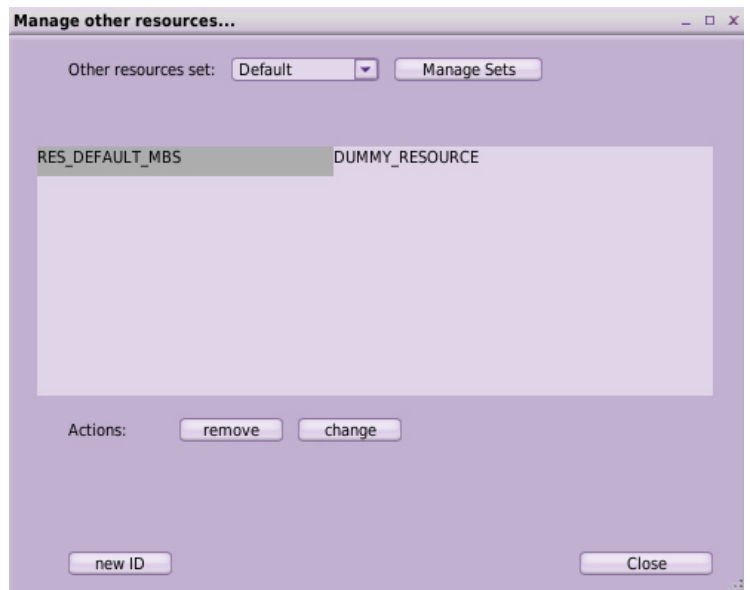 Manage other resources...
Other resources set: Default Manage Sets
RES_DEFAULT_MBS DUMMY_RESOURCE
Actions: remove change
new ID Close